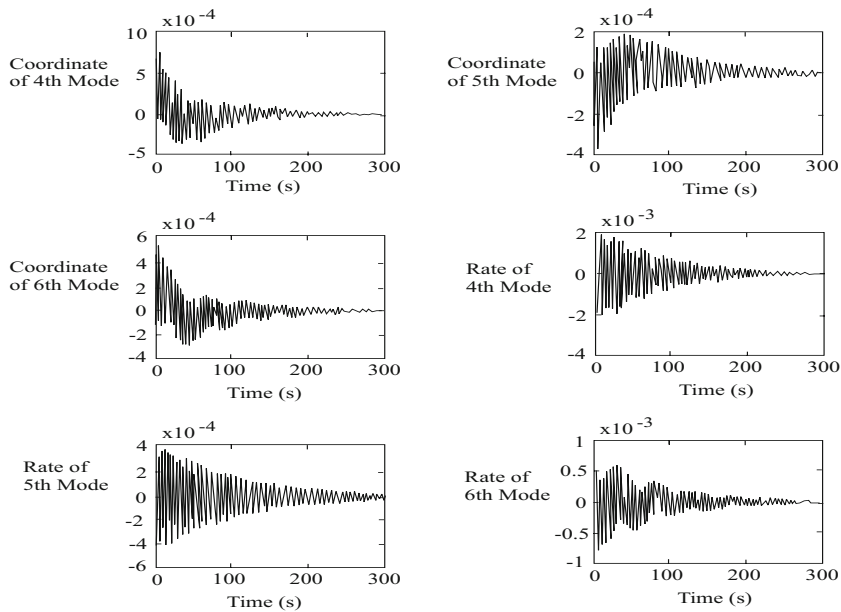 x10 -4
Coordinate
of 4th Mode
10
5
0
-5
0 100 200 300
Time (s)
x10 -4
Coordinate
of 5th Mode
2
0
-2
-4
0 100 200 300
Time (s)
x10 -4
Coordinate
of 6th Mode
6
4
2
0
-2
-4
0 100 200 300
Time (s)
x10 -3
Rate of
4th Mode
2
0
-2
-4
0 100 200 300
Time (s)
x10 -4
Rate of
5th Mode
4
2
0
-2
-4
-6
0 100 200 300
Time (s)
x10 -3
Rate of
6th Mode
1
0.5
0
-0.5
-1
0 100 200 300
Time (s)